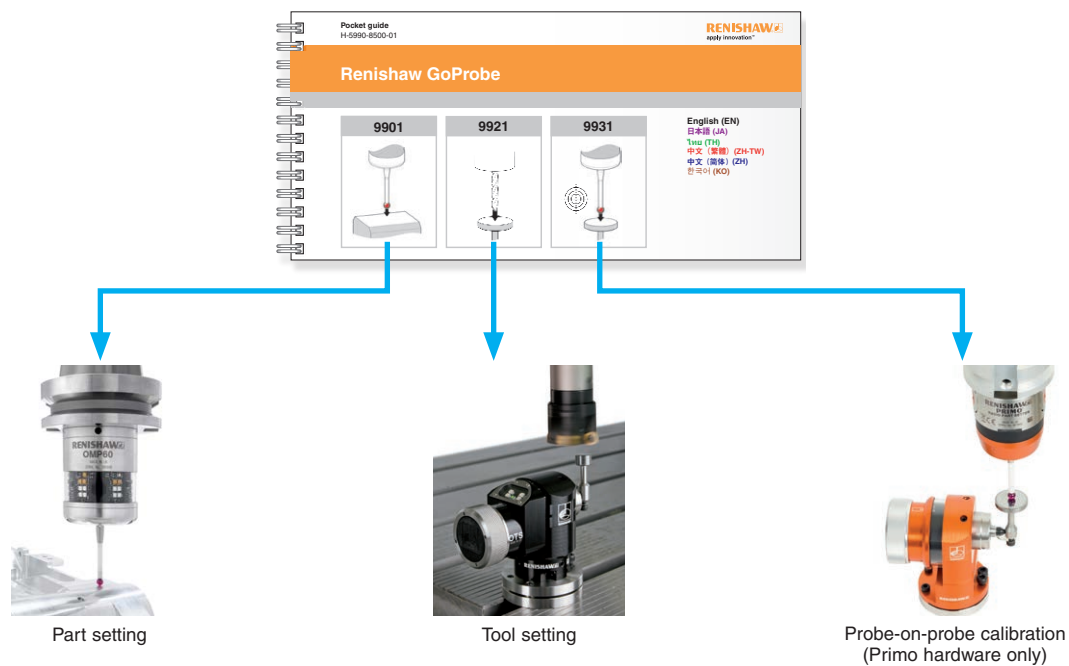 Pocket guide
H-5990-8500-01
RENISHAW
apply innovation™
Renishaw GoProbe
9901
9921
9931
English (EN)
日本語 (JA)
ไทย (TH)
中文（繁體）(ZH-TW)
中文（简体）(ZH)
한국어 (KO)
RENISHAW
OMP60
RENISHAW
RENISHAW
PRIMO
Part setting
Tool setting
Probe-on-probe calibration
(Primo hardware only)